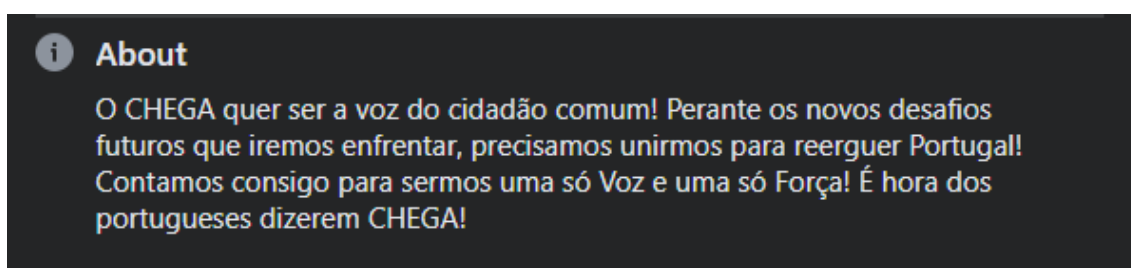 About
O CHEGA quer ser a voz do cidadão comum! Perante os novos desafios
futuros que iremos enfrentar, precisamos unirmos para reerguer Portugal!
Contamos consigo para sermos uma só Voz e uma só Força! É hora dos
portugueses dizerem CHEGA!